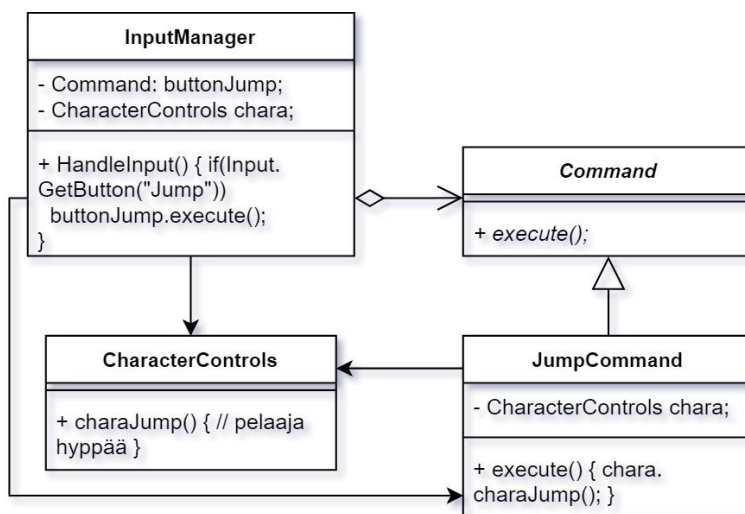 InputManager
- Command: buttonJump;
- CharacterControls chara;
+ HandleInput() { if(Input.
GetButton("Jump"))
buttonJump.execute();
}
Command
+ execute();
CharacterControls
+ charaJump() { // pelaaja
hyppää }
JumpCommand
- CharacterControls chara;
+ execute() { chara.
charaJump(); }